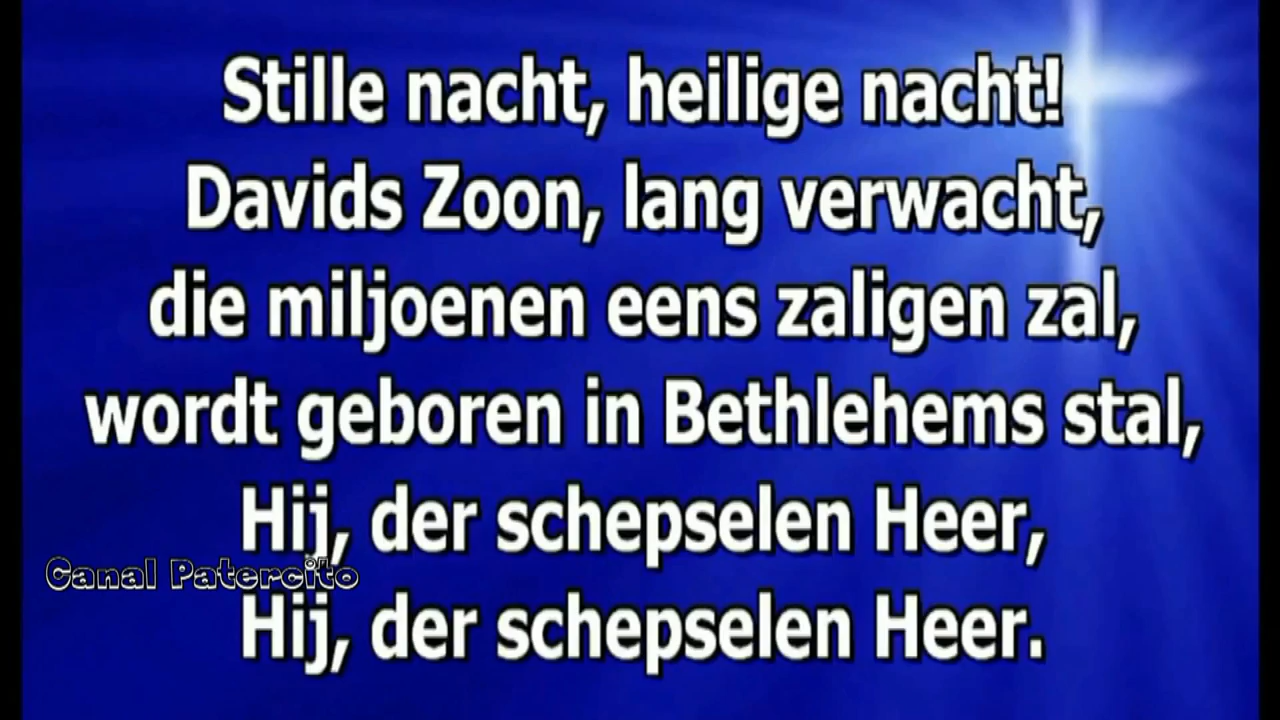 Stille nacht, heilige nacht!
Davids Zoon, lang verwacht,
die miljoenen eens zaligen zal,
wordt geboren in Bethlehems stal,
Hij, der schepselen Heer,
Canal Patercito
Hij, der schepselen Heer.